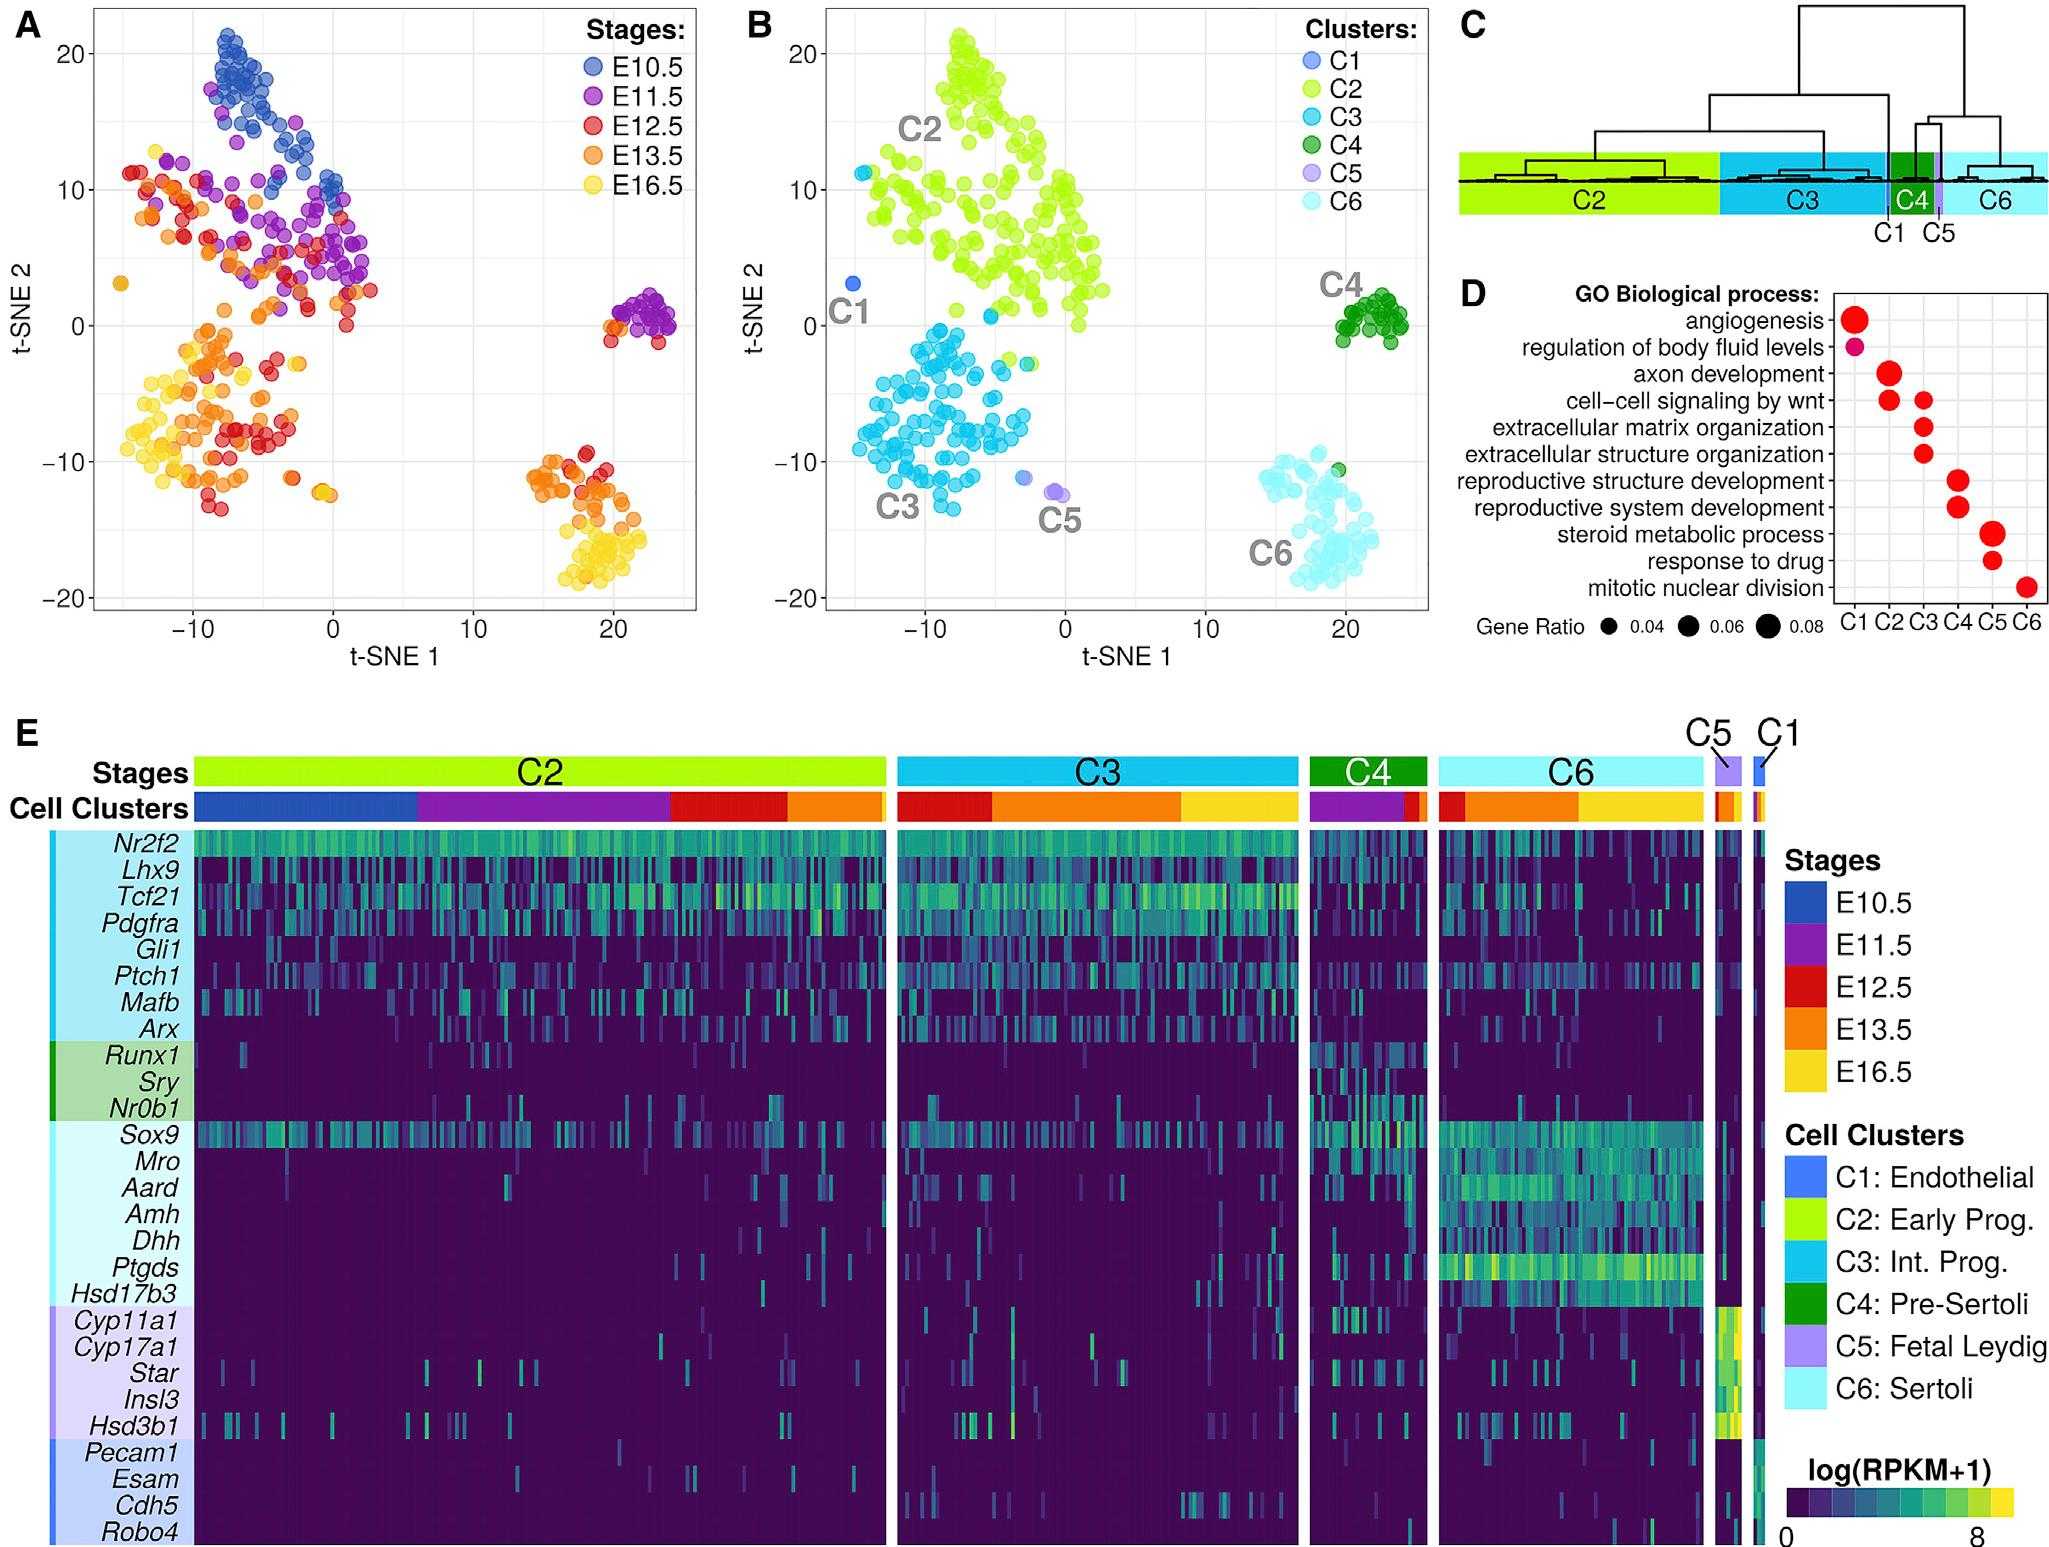 A
Stages:
E10.5
E11.5
E12.5
E13.5
E16.5
20
10
0
−10
−20
t-SNE 2
−10
0
10
20
t-SNE 1
B
Clusters:
C1
C2
C3
C4
C5
C6
C2
C1
C4
C3
C5
C6
20
10
0
−10
−20
t-SNE 2
−10
0
10
20
t-SNE 1
C
C2
C3
C4
C6
C1
C5
D
GO Biological process:
angiogenesis
regulation of body fluid levels
axon development
cell−cell signaling by wnt
extracellular matrix organization
extracellular structure organization
reproductive structure development
reproductive system development
steroid metabolic process
response to drug
mitotic nuclear division
Gene Ratio 0.04 0.06 0.08
C1 C2 C3 C4 C5 C6
E
C5 C1
Stages C2 C3 C4 C6
Cell Clusters
Nr2f2
Lhx9
Tcf21
Pdgfra
Gli1
Ptch1
Mafb
Arx
Runx1
Sry
Nr0b1
Sox9
Mro
Aard
Amh
Dhh
Ptgds
Hsd17b3
Cyp11a1
Cyp17a1
Star
Insl3
Hsd3b1
Pecam1
Esam
Cdh5
Robo4
Stages
E10.5
E11.5
E12.5
E13.5
E16.5
Cell Clusters
C1: Endothelial
C2: Early Prog.
C3: Int. Prog.
C4: Pre-Sertoli
C5: Fetal Leydig
C6: Sertoli
log(RPKM+1)
0 8